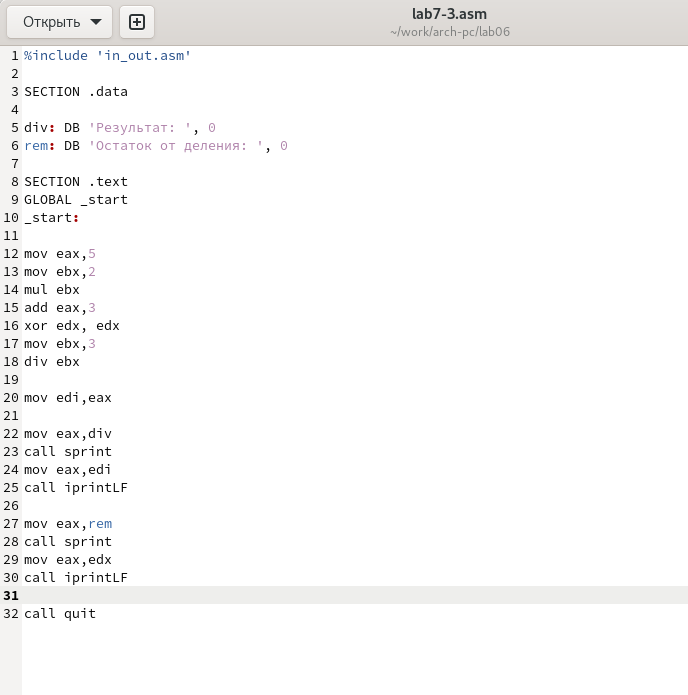 Открыть
lab7-3.asm
~/work/arch-pc/lab06
1 %include 'in_out.asm'
2
3 SECTION .data
4
5 div: DB 'Результат: ', 0
6 rem: DB 'Остаток от деления: ', 0
7
8 SECTION .text
9 GLOBAL _start
10 _start:
11
12 mov eax,5
13 mov ebx,2
14 mul ebx
15 add eax,3
16 xor edx, edx
17 mov ebx,3
18 div ebx
19
20 mov edi,eax
21
22 mov eax,div
23 call sprint
24 mov eax,edi
25 call iprintLF
26
27 mov eax,rem
28 call sprint
29 mov eax,edx
30 call iprintLF
31
32 call quit